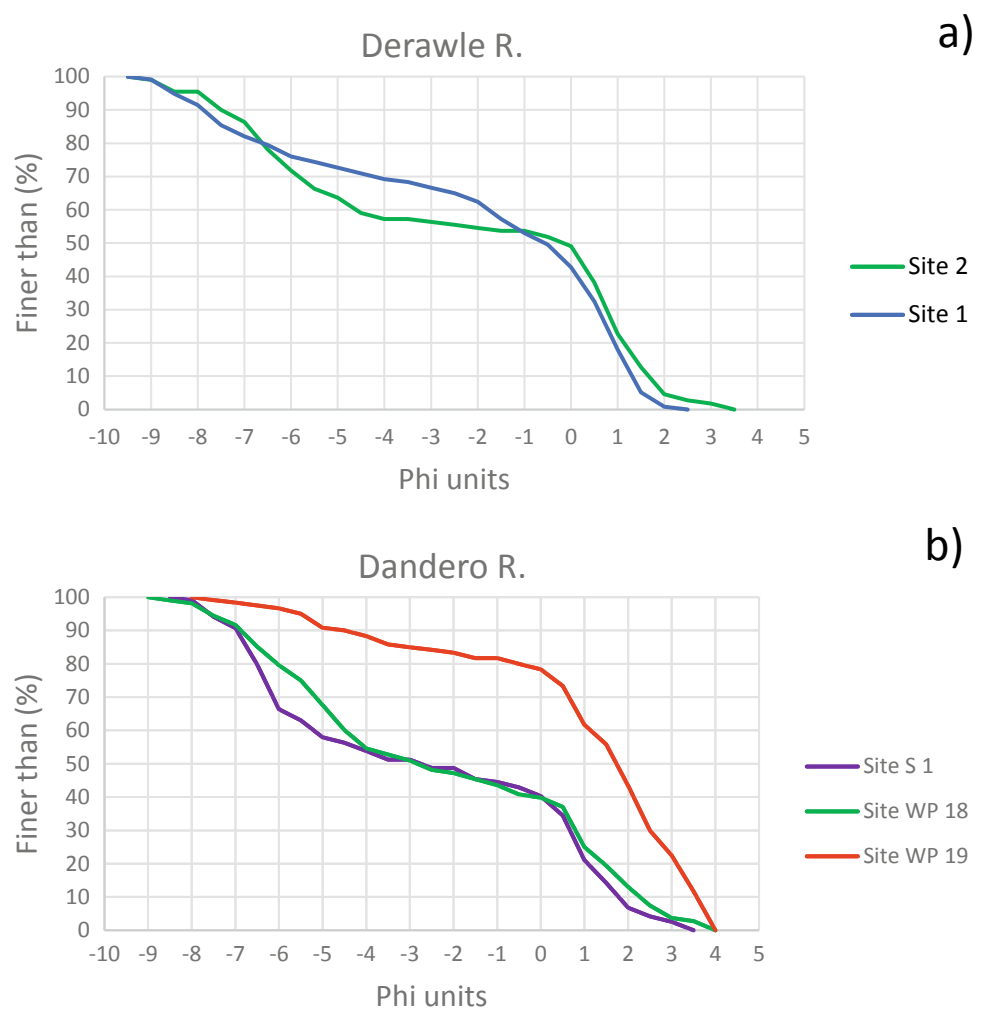 a)
Derawle R.
Finer than (%)
100
90
80
70
60
50
40
30
20
10
0
-10 -9 -8 -7 -6 -5 -4 -3 -2 -1 0 1 2 3 4 5
Phi units
Site 2
Site 1
b)
Dandero R.
Finer than (%)
100
90
80
70
60
50
40
30
20
10
0
-10 -9 -8 -7 -6 -5 -4 -3 -2 -1 0 1 2 3 4 5
Phi units
Site S 1
Site WP 18
Site WP 19